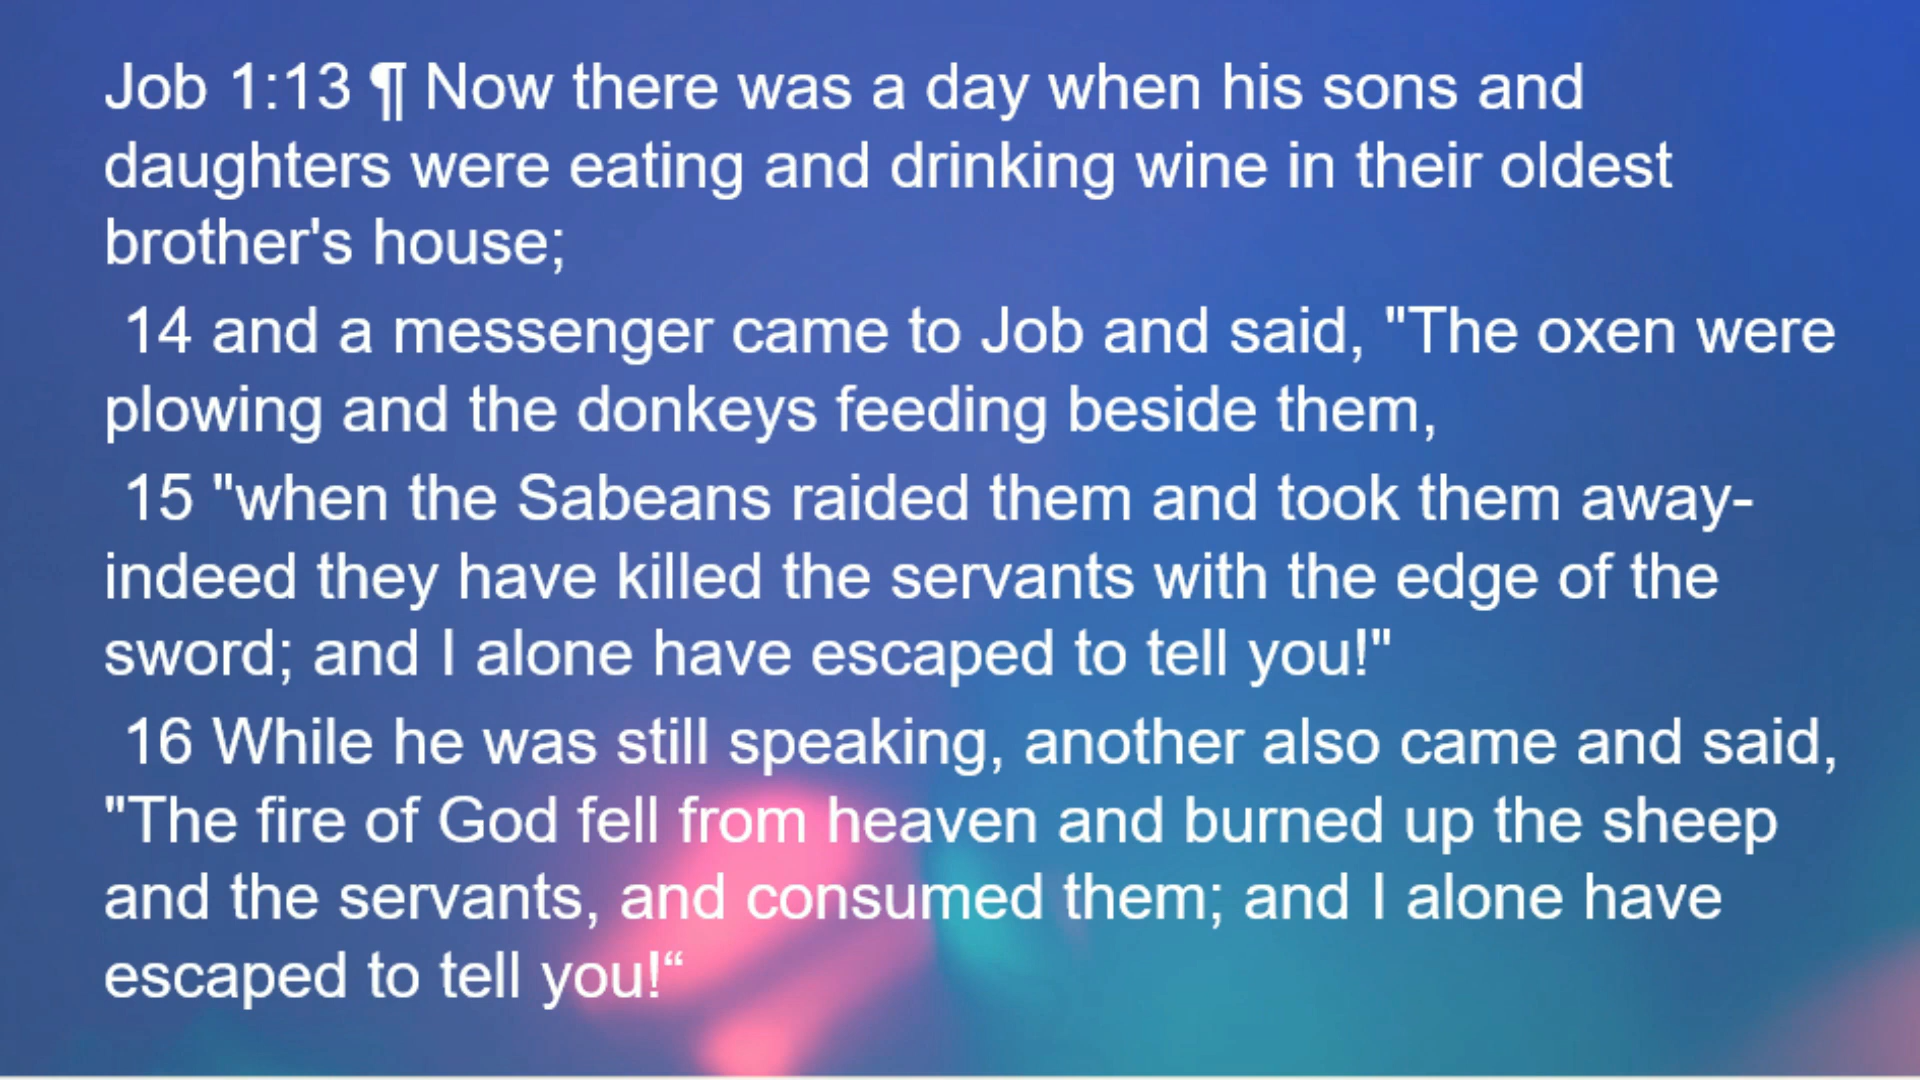 Job 1:13 ¶ Now there was a day when his sons and
daughters were eating and drinking wine in their oldest
brother's house;
14 and a messenger came to Job and said, "The oxen were
plowing and the donkeys feeding beside them,
15 "when the Sabeans raided them and took them away-
indeed they have killed the servants with the edge of the
sword; and I alone have escaped to tell you!"
16 While he was still speaking, another also came and said,
"The fire of God fell from heaven and burned up the sheep
and the servants, and consumed them; and I alone have
escaped to tell you!“